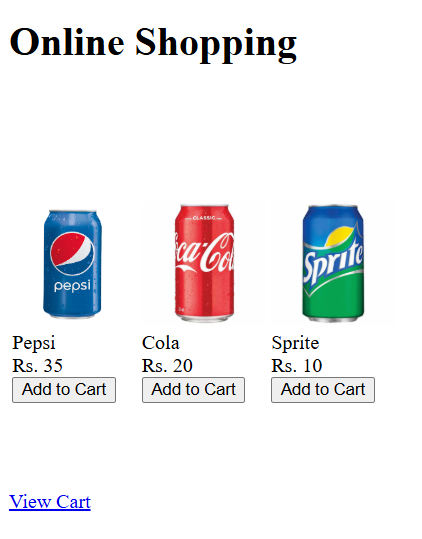 Online Shopping
pepsi
CLASSIC
Coca-Col
Sprite
Pepsi
Cola
Sprite
Rs. 35
Rs. 20
Rs. 10
Add to Cart
Add to Cart
Add to Cart
View Cart